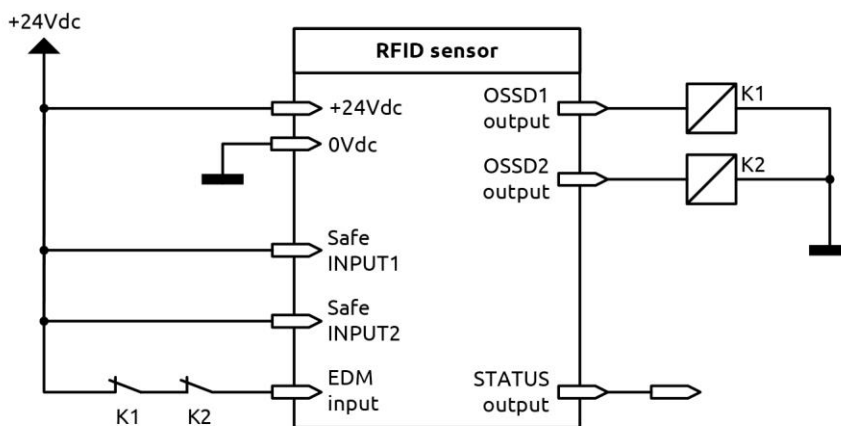 +24Vdc
RFID sensor
+24Vdc
0Vdc
OSSD1
output
K1
OSSD2
output
K2
Safe
INPUT1
Safe
INPUT2
EDM
input
STATUS
output
K1
K2